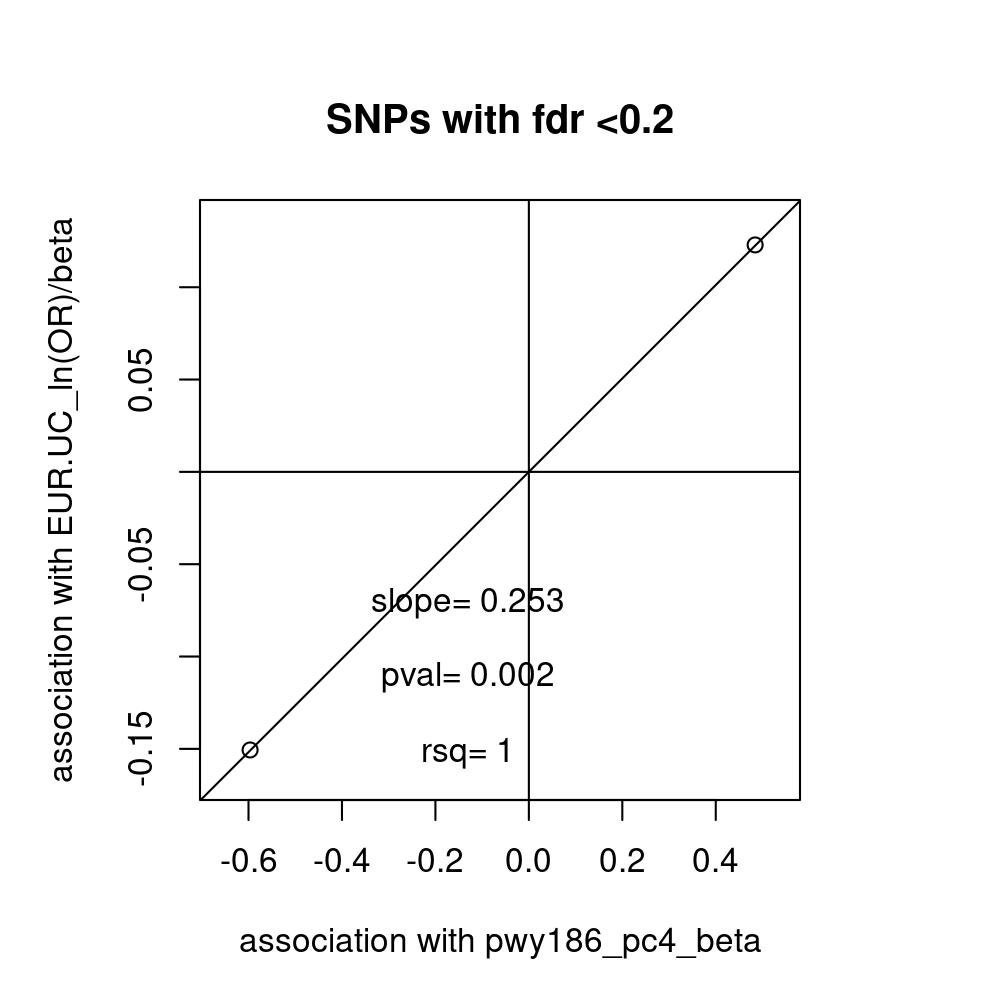 SNPs with fdr <0.2
association with EUR.UC_ln(OR)/beta
0.05
-0.05
-0.15
slope= 0.253
pval= 0.002
rsq= 1
-0.6 -0.4 -0.2 0.0 0.2 0.4
association with pwy186_pc4_beta